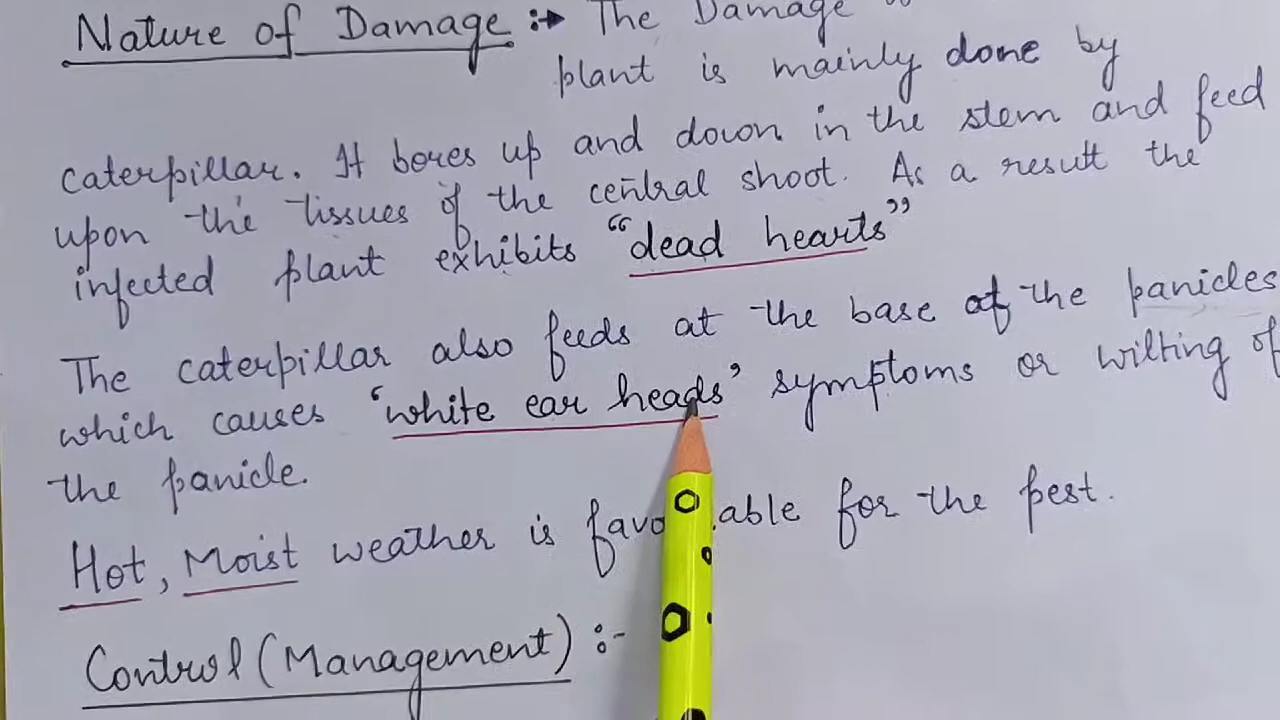 Nature of Damage :→ The Damage
plant is mainly done by
caterpillar. It bores up and down in the stem and feed
upon the tissues of the central shoot. As a result the
infected plant exhibits "dead hearts"
The caterpillar also feeds at the base of the panicles
which causes 'white ear heads' symptoms or wilting of
the panicle.
Hot, Moist weather is favo able for the pest.
Control (Management) :-